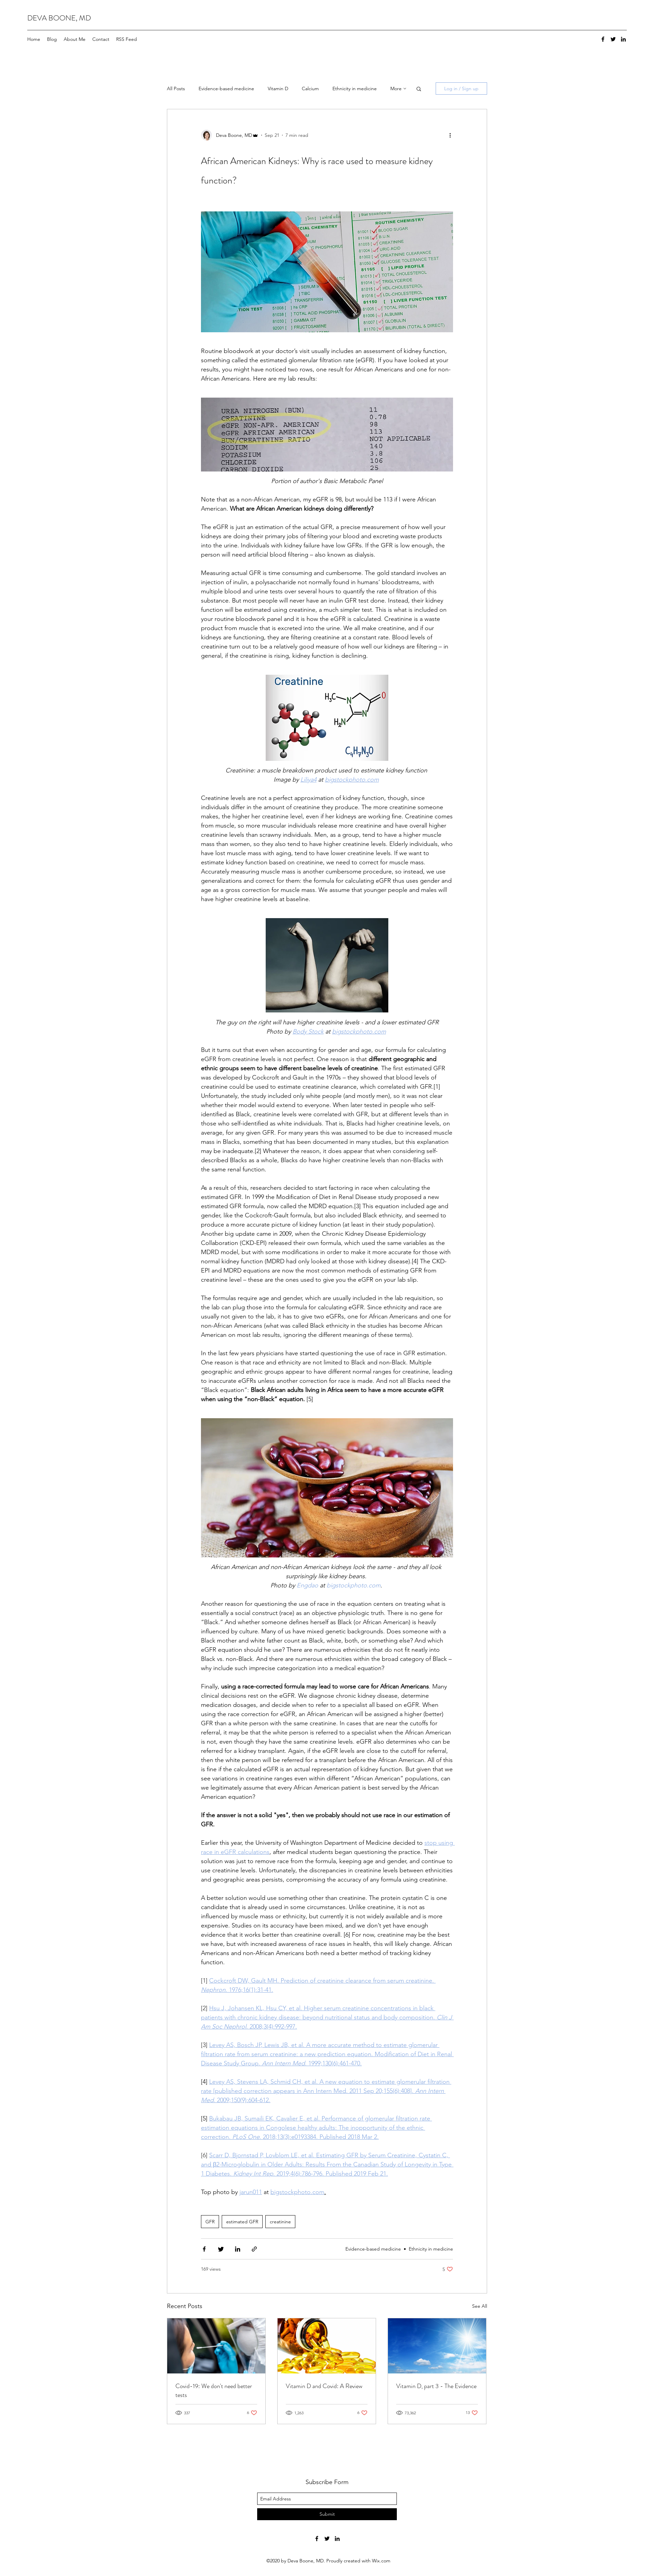 DEVA BOONE, MD
Home Blog About Me Contact RSS Feed
All Posts Evidence-based medicine Vitamin D Calcium Ethnicity in medicine More
Log in / Sign up
Deva Boone, MD · Sep 21 · 7 min read
African American Kidneys: Why is race used to measure kidney
function?
Routine bloodwork at your doctor's visit usually includes an assessment of kidney function,
something called the estimated glomerular filtration rate (eGFR). If you have looked at your
results, you might have noticed two rows, one result for African Americans and one for non-
African Americans. Here are my lab results:
UREA NITROGEN (BUN) 11
CREATININE 0.78
eGFR NON-AFR. AMERICAN 98
eGFR AFRICAN AMERICAN 113
BUN/CREATININE RATIO NOT APPLICABLE
SODIUM 140
POTASSIUM 3.8
CHLORIDE 106
CARBON DIOXIDE 25
Portion of author's Basic Metabolic Panel
Note that as a non-African American, my eGFR is 98, but would be 113 if I were African
American. What are African American kidneys doing differently?
The eGFR is just an estimation of the actual GFR, a precise measurement of how well your
kidneys are doing their primary jobs of filtering your blood and excreting waste products
into the urine. Individuals with kidney failure have low GFRs. If the GFR is low enough, the
person will need artificial blood filtering – also known as dialysis.
Measuring actual GFR is time consuming and cumbersome. The gold standard involves an
injection of inulin, a polysaccharide not normally found in humans' bloodstreams, with
multiple blood and urine tests over several hours to quantify the rate of filtration of this
substance. But most people will never have an inulin GFR test done. Instead, their kidney
function will be estimated using creatinine, a much simpler test. This is what is included on
your routine bloodwork panel and it is how the eGFR is calculated. Creatinine is a waste
product from muscle that is excreted into the urine. We all make creatinine, and if our
kidneys are functioning, they are filtering creatinine at a constant rate. Blood levels of
creatinine turn out to be a relatively good measure of how well our kidneys are filtering – in
general, if the creatinine is rising, kidney function is declining.
Creatinine
H₃C
N
O
NH
H₂N
C₄H₇N₃O
Creatinine: a muscle breakdown product used to estimate kidney function
Image by Lilya4 at bigstockphoto.com
Creatinine levels are not a perfect approximation of kidney function, though, since
individuals differ in the amount of creatinine they produce. The more creatinine someone
makes, the higher the creatinine level, even if her kidneys are working fine. Creatinine comes
from muscle, so more muscular individuals release more creatinine and have overall higher
creatinine levels than scrawny individuals. Men, as a group, tend to have a higher muscle
mass than women, so they also tend to have higher creatinine levels. Elderly individuals, who
have lost muscle mass with aging, tend to have lower creatinine levels. If we want to
estimate kidney function based on creatinine, we need to correct for muscle mass.
Accurately measuring muscle mass is another cumbersome procedure, so instead, we use
generalizations and correct for them: the formula for calculating eGFR thus uses gender and
age as a gross correction for muscle mass. We assume that younger people and males will
have higher creatinine levels at baseline.
The guy on the right will have higher creatinine levels - and a lower estimated GFR
Photo by Body Stock at bigstockphoto.com
But it turns out that even when accounting for gender and age, our formula for calculating
eGFR from creatinine levels is not perfect. One reason is that different geographic and
ethnic groups seem to have different baseline levels of creatinine. The first estimated GFR
was developed by Cockcroft and Gault in the 1970s – they showed that blood levels of
creatinine could be used to estimate creatinine clearance, which correlated with GFR.[1]
Unfortunately, the study included only white people (and mostly men), so it was not clear
whether their model would extend to everyone. When later tested in people who self-
identified as Black, creatinine levels were correlated with GFR, but at different levels than in
those who self-identified as white individuals. That is, Blacks had higher creatinine levels, on
average, for any given GFR. For many years this was assumed to be due to increased muscle
mass in Blacks, something that has been documented in many studies, but this explanation
may be inadequate.[2] Whatever the reason, it does appear that when considering self-
described Blacks as a whole, Blacks do have higher creatinine levels than non-Blacks with
the same renal function.
As a result of this, researchers decided to start factoring in race when calculating the
estimated GFR. In 1999 the Modification of Diet in Renal Disease study proposed a new
estimated GFR formula, now called the MDRD equation.[3] This equation included age and
gender, like the Cockcroft-Gault formula, but also included Black ethnicity, and seemed to
produce a more accurate picture of kidney function (at least in their study population).
Another big update came in 2009, when the Chronic Kidney Disease Epidemiology
Collaboration (CKD-EPI) released their own formula, which used the same variables as the
MDRD model, but with some modifications in order to make it more accurate for those with
normal kidney function (MDRD had only looked at those with kidney disease).[4] The CKD-
EPI and MDRD equations are now the most common methods of estimating GFR from
creatinine level – these are the ones used to give you the eGFR on your lab slip.
The formulas require age and gender, which are usually included in the lab requisition, so
the lab can plug those into the formula for calculating eGFR. Since ethnicity and race are
usually not given to the lab, it has to give two eGFRs, one for African Americans and one for
non-African Americans (what was called Black ethnicity in the studies has become African
American on most lab results, ignoring the different meanings of these terms).
In the last few years physicians have started questioning the use of race in GFR estimation.
One reason is that race and ethnicity are not limited to Black and non-Black. Multiple
geographic and ethnic groups appear to have different normal ranges for creatinine, leading
to inaccurate eGFRs unless another correction for race is made. And not all Blacks need the
"Black equation": Black African adults living in Africa seem to have a more accurate eGFR
when using the "non-Black" equation. [5]
African American and non-African American kidneys look the same - and they all look
surprisingly like kidney beans.
Photo by Engdao at bigstockphoto.com.
Another reason for questioning the use of race in the equation centers on treating what is
essentially a social construct (race) as an objective physiologic truth. There is no gene for
"Black." And whether someone defines herself as Black (or African American) is heavily
influenced by culture. Many of us have mixed genetic backgrounds. Does someone with a
Black mother and white father count as Black, white, both, or something else? And which
eGFR equation should he use? There are numerous ethnicities that do not fit neatly into
Black vs. non-Black. And there are numerous ethnicities within the broad category of Black –
why include such imprecise categorization into a medical equation?
Finally, using a race-corrected formula may lead to worse care for African Americans. Many
clinical decisions rest on the eGFR. We diagnose chronic kidney disease, determine
medication dosages, and decide when to refer to a specialist all based on eGFR. When
using the race correction for eGFR, an African American will be assigned a higher (better)
GFR than a white person with the same creatinine. In cases that are near the cutoffs for
referral, it may be that the white person is referred to a specialist when the African American
is not, even though they have the same creatinine levels. eGFR also determines who can be
referred for a kidney transplant. Again, if the eGFR levels are close to the cutoff for referral,
then the white person will be referred for a transplant before the African American. All of this
is fine if the calculated eGFR is an actual representation of kidney function. But given that we
see variations in creatinine ranges even within different "African American" populations, can
we legitimately assume that every African American patient is best served by the African
American equation?
If the answer is not a solid "yes", then we probably should not use race in our estimation of
GFR.
Earlier this year, the University of Washington Department of Medicine decided to stop using
race in eGFR calculations, after medical students began questioning the practice. Their
solution was just to remove race from the formula, keeping age and gender, and continue to
use creatinine levels. Unfortunately, the discrepancies in creatinine levels between ethnicities
and geographic areas persists, compromising the accuracy of any formula using creatinine.
A better solution would use something other than creatinine. The protein cystatin C is one
candidate that is already in use in some circumstances. Unlike creatinine, it is not as
influenced by muscle mass or ethnicity, but currently it is not widely available and is more
expensive. Studies on its accuracy have been mixed, and we don't yet have enough
evidence that it works better than creatinine overall. [6] For now, creatinine may be the best
we have, but with increased awareness of race issues in health, this will likely change. African
Americans and non-African Americans both need a better method of tracking kidney
function.
[1] Cockcroft DW, Gault MH. Prediction of creatinine clearance from serum creatinine.
Nephron. 1976;16(1):31-41.
[2] Hsu J, Johansen KL, Hsu CY, et al. Higher serum creatinine concentrations in black
patients with chronic kidney disease: beyond nutritional status and body composition. Clin J
Am Soc Nephrol. 2008;3(4):992-997.
[3] Levey AS, Bosch JP, Lewis JB, et al. A more accurate method to estimate glomerular
filtration rate from serum creatinine: a new prediction equation. Modification of Diet in Renal
Disease Study Group. Ann Intern Med. 1999;130(6):461-470.
[4] Levey AS, Stevens LA, Schmid CH, et al. A new equation to estimate glomerular filtration
rate [published correction appears in Ann Intern Med. 2011 Sep 20;155(6):408]. Ann Intern
Med. 2009;150(9):604-612.
[5] Bukabau JB, Sumaili EK, Cavalier E, et al. Performance of glomerular filtration rate
estimation equations in Congolese healthy adults: The inopportunity of the ethnic
correction. PLoS One. 2018;13(3):e0193384. Published 2018 Mar 2.
[6] Scarr D, Bjornstad P, Lovblom LE, et al. Estimating GFR by Serum Creatinine, Cystatin C,
and β2-Microglobulin in Older Adults: Results From the Canadian Study of Longevity in Type
1 Diabetes. Kidney Int Rep. 2019;4(6):786-796. Published 2019 Feb 21.
Top photo by jarun011 at bigstockphoto.com.
GFR estimated GFR creatinine
Evidence-based medicine • Ethnicity in medicine
169 views 5
Recent Posts See All
Covid-19: We don't need better
tests
Vitamin D and Covid: A Review
Vitamin D, part 3 - The Evidence
Subscribe Form
Email Address
Submit
©2020 by Deva Boone, MD. Proudly created with Wix.com